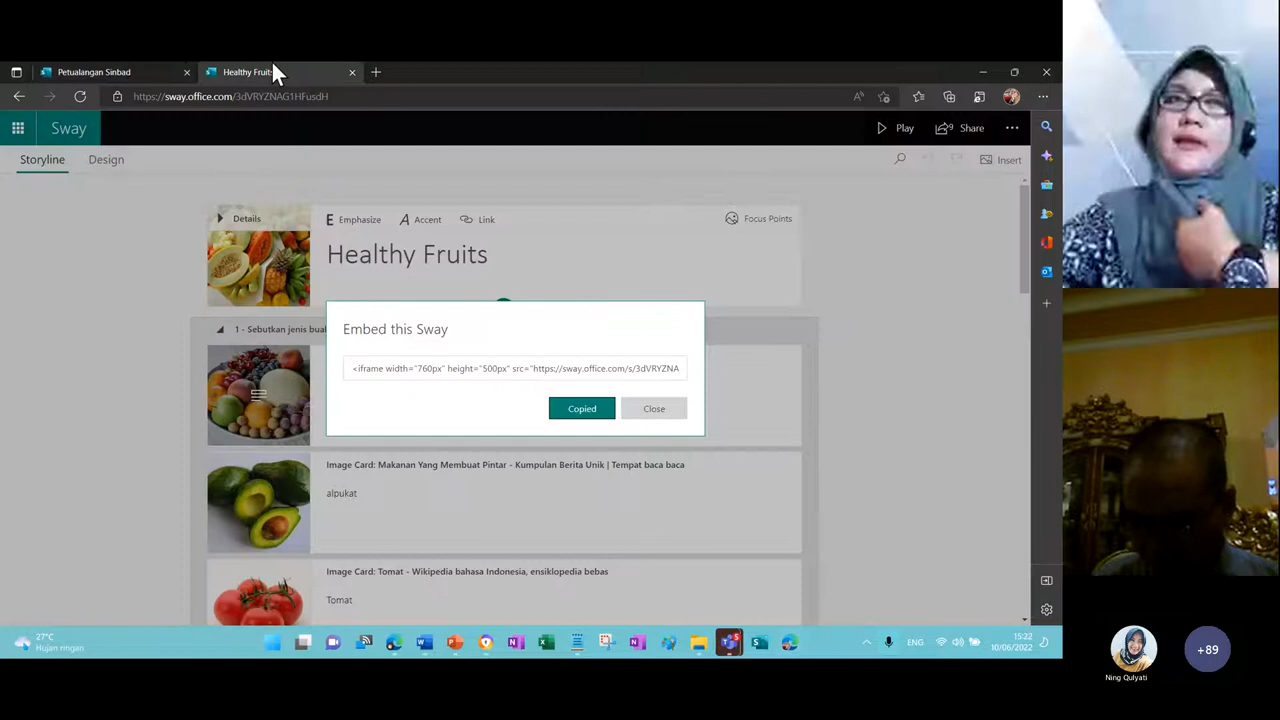 Petualangan Sinbad
Healthy Fruit
https://sway.office.com/3dVRYZNAG1HFusdH
Sway
Play
Share
Storyline
Design
Insert
Details
Emphasize
Accent
Link
Focus Points
Healthy Fruits
1 - Sebutkan jenis bual
Embed this Sway
<iframe width="760px" height="500px" src="https://sway.office.com/s/3dVRYZNA
Copied
Close
Image Card: Makanan Yang Membuat Pintar - Kumpulan Berita Unik | Tempat baca baca
alpukat
Image Card: Tomat - Wikipedia bahasa Indonesia, ensiklopedia bebas
Tomat
27°C
Hujan ringan
ENG
15:22
10/06/2022
Ning Qulyati
+89